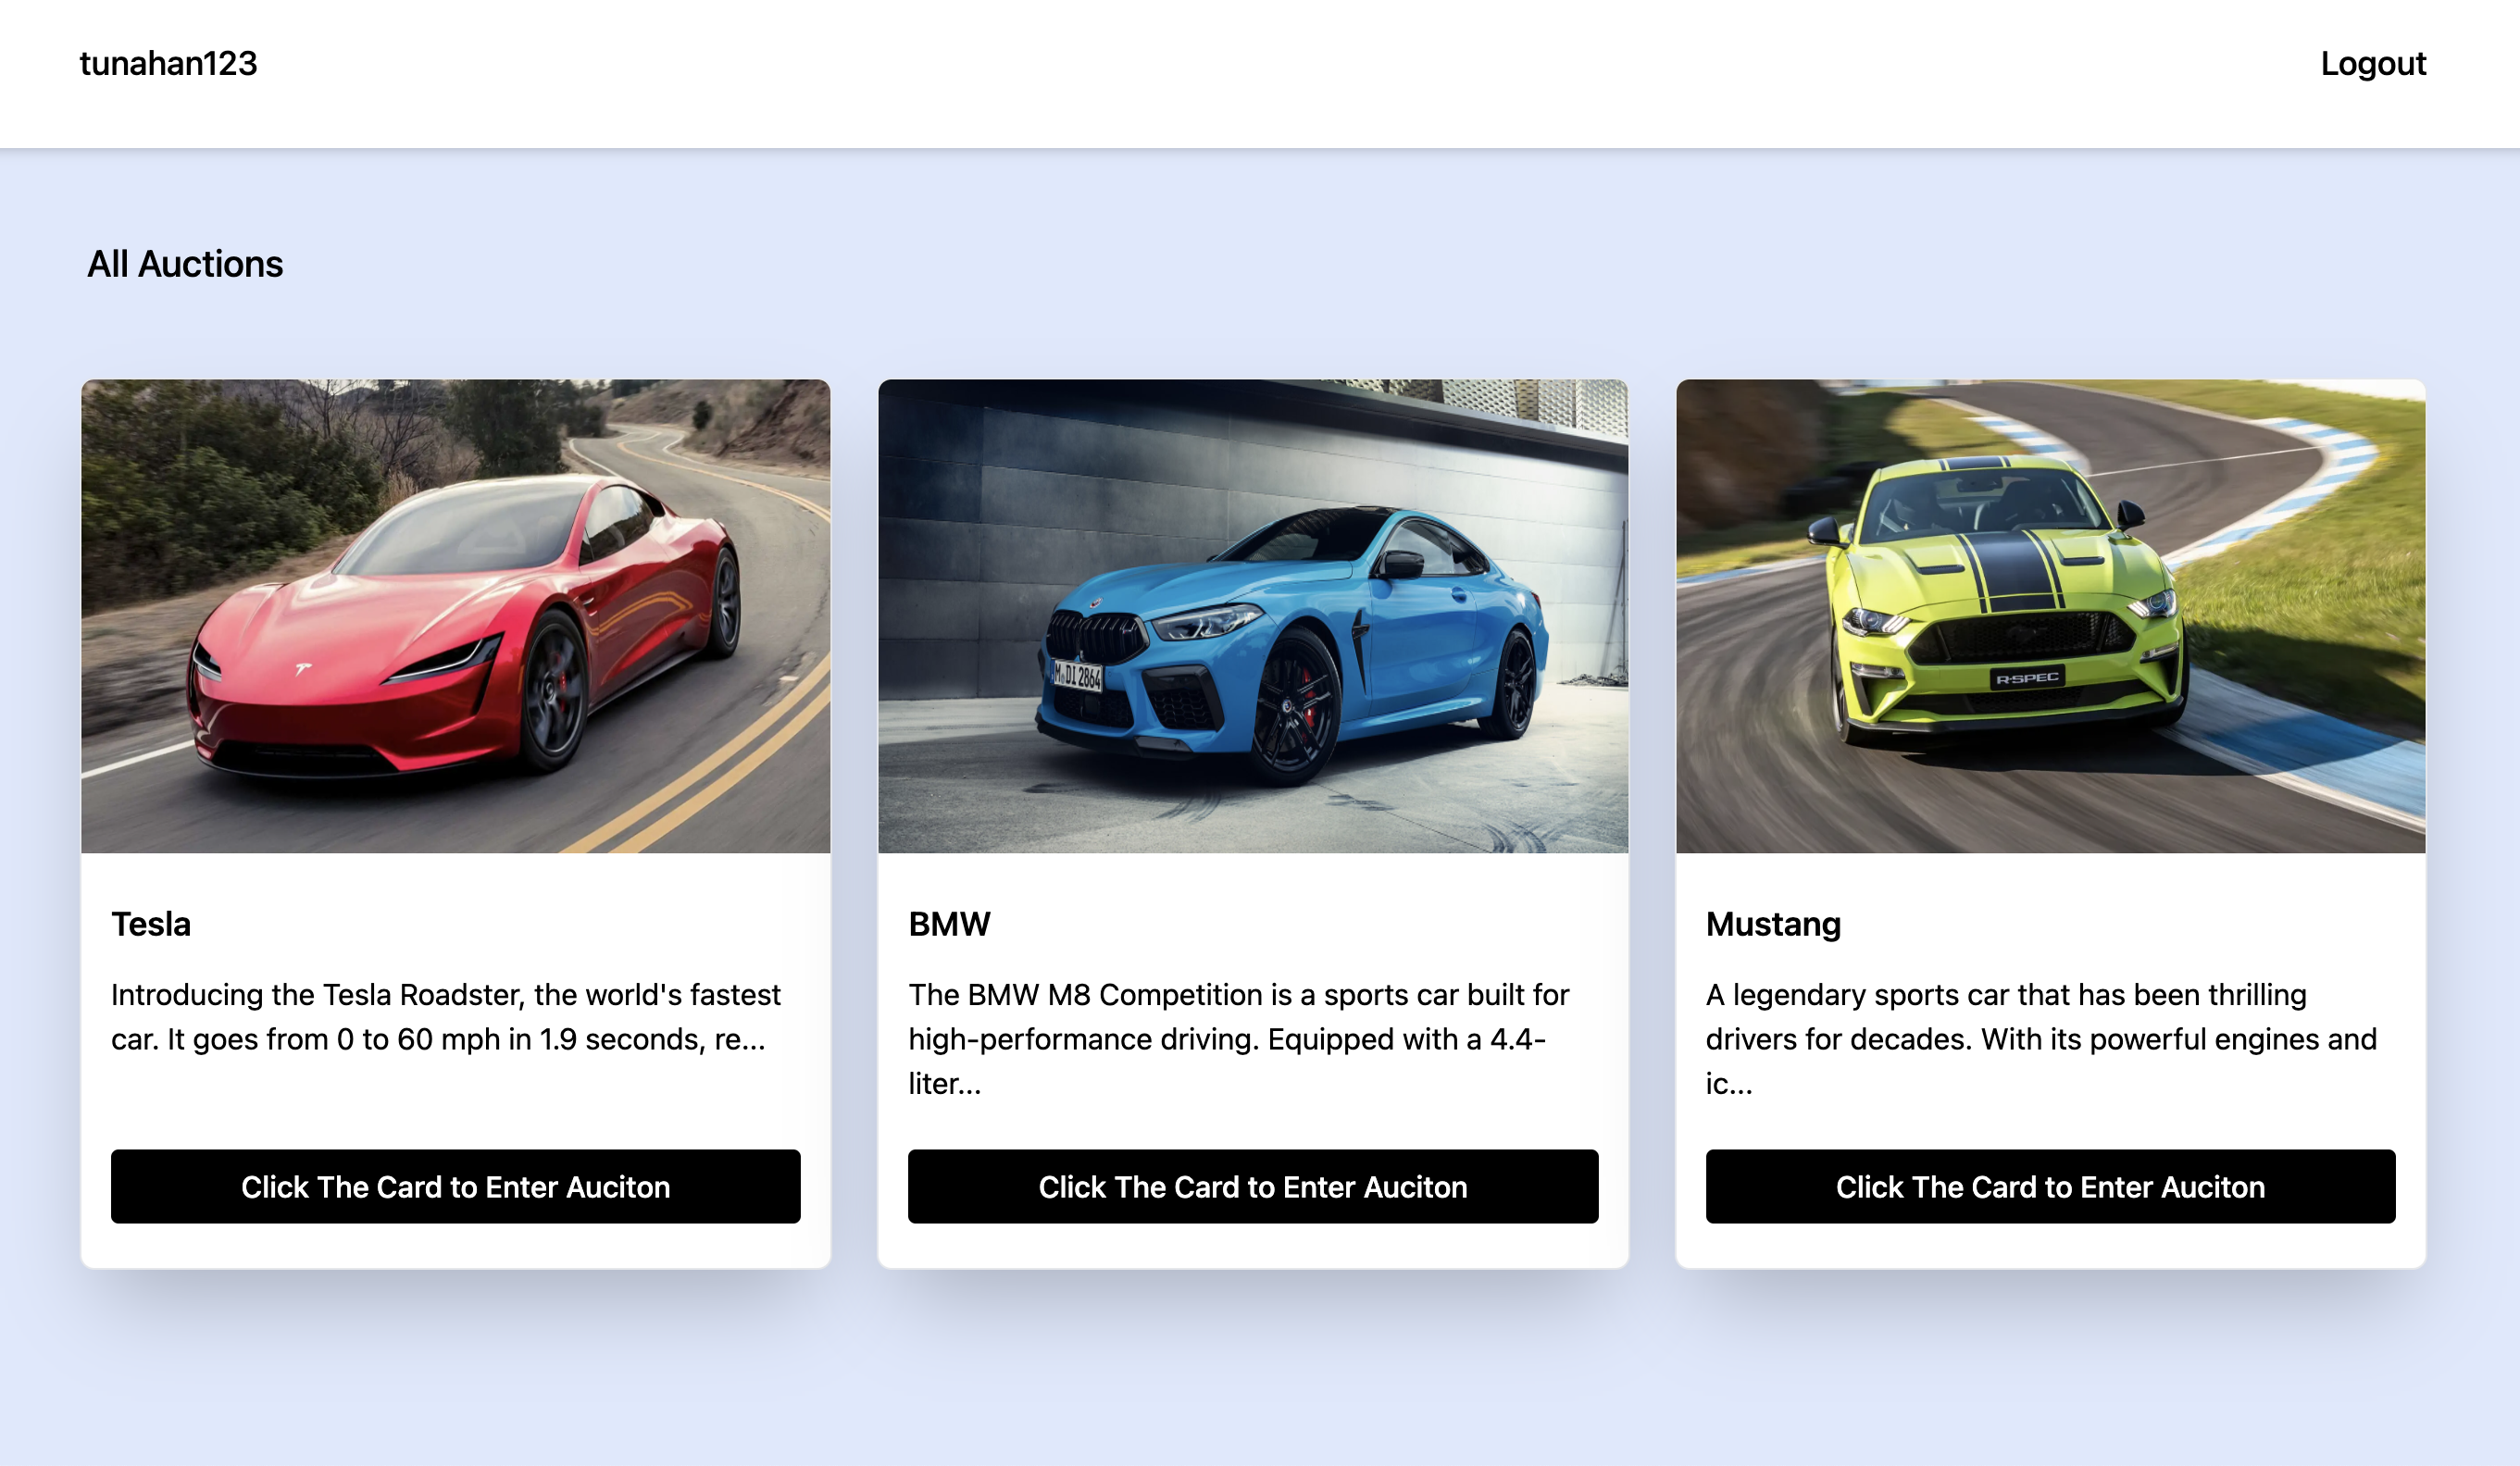 tunahan123
Logout
All Auctions
M DI 2864
R-SPEC
Tesla
Introducing the Tesla Roadster, the world's fastest
car. It goes from 0 to 60 mph in 1.9 seconds, re...
Click The Card to Enter Auciton
BMW
The BMW M8 Competition is a sports car built for
high-performance driving. Equipped with a 4.4-
liter...
Click The Card to Enter Auciton
Mustang
A legendary sports car that has been thrilling
drivers for decades. With its powerful engines and
ic...
Click The Card to Enter Auciton